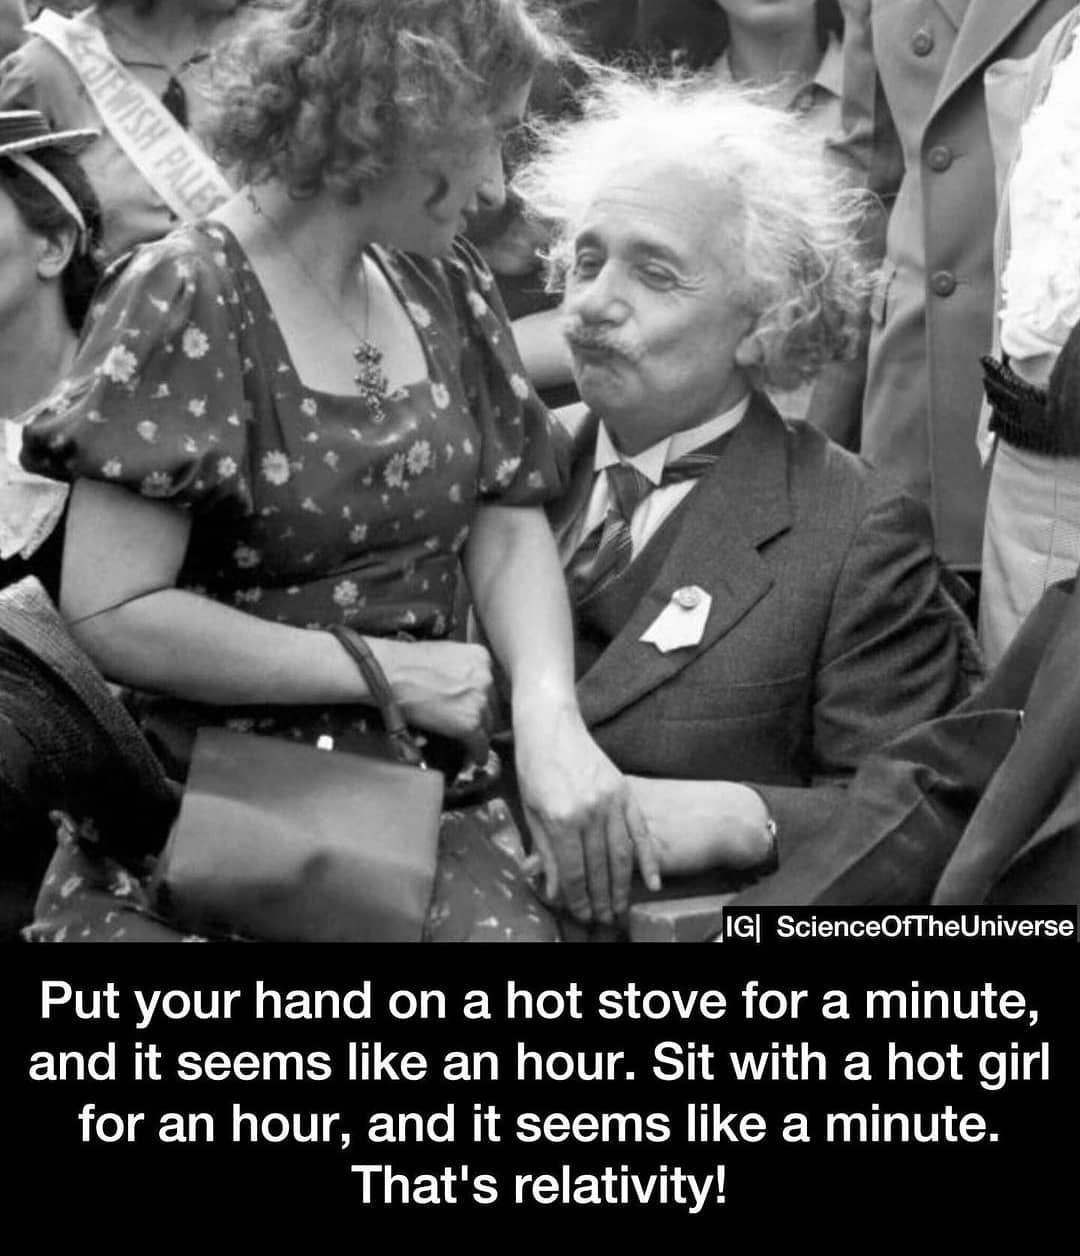 JEWISH PALES
IG| ScienceOfTheUniverse
Put your hand on a hot stove for a minute,
and it seems like an hour. Sit with a hot girl
for an hour, and it seems like a minute.
That's relativity!